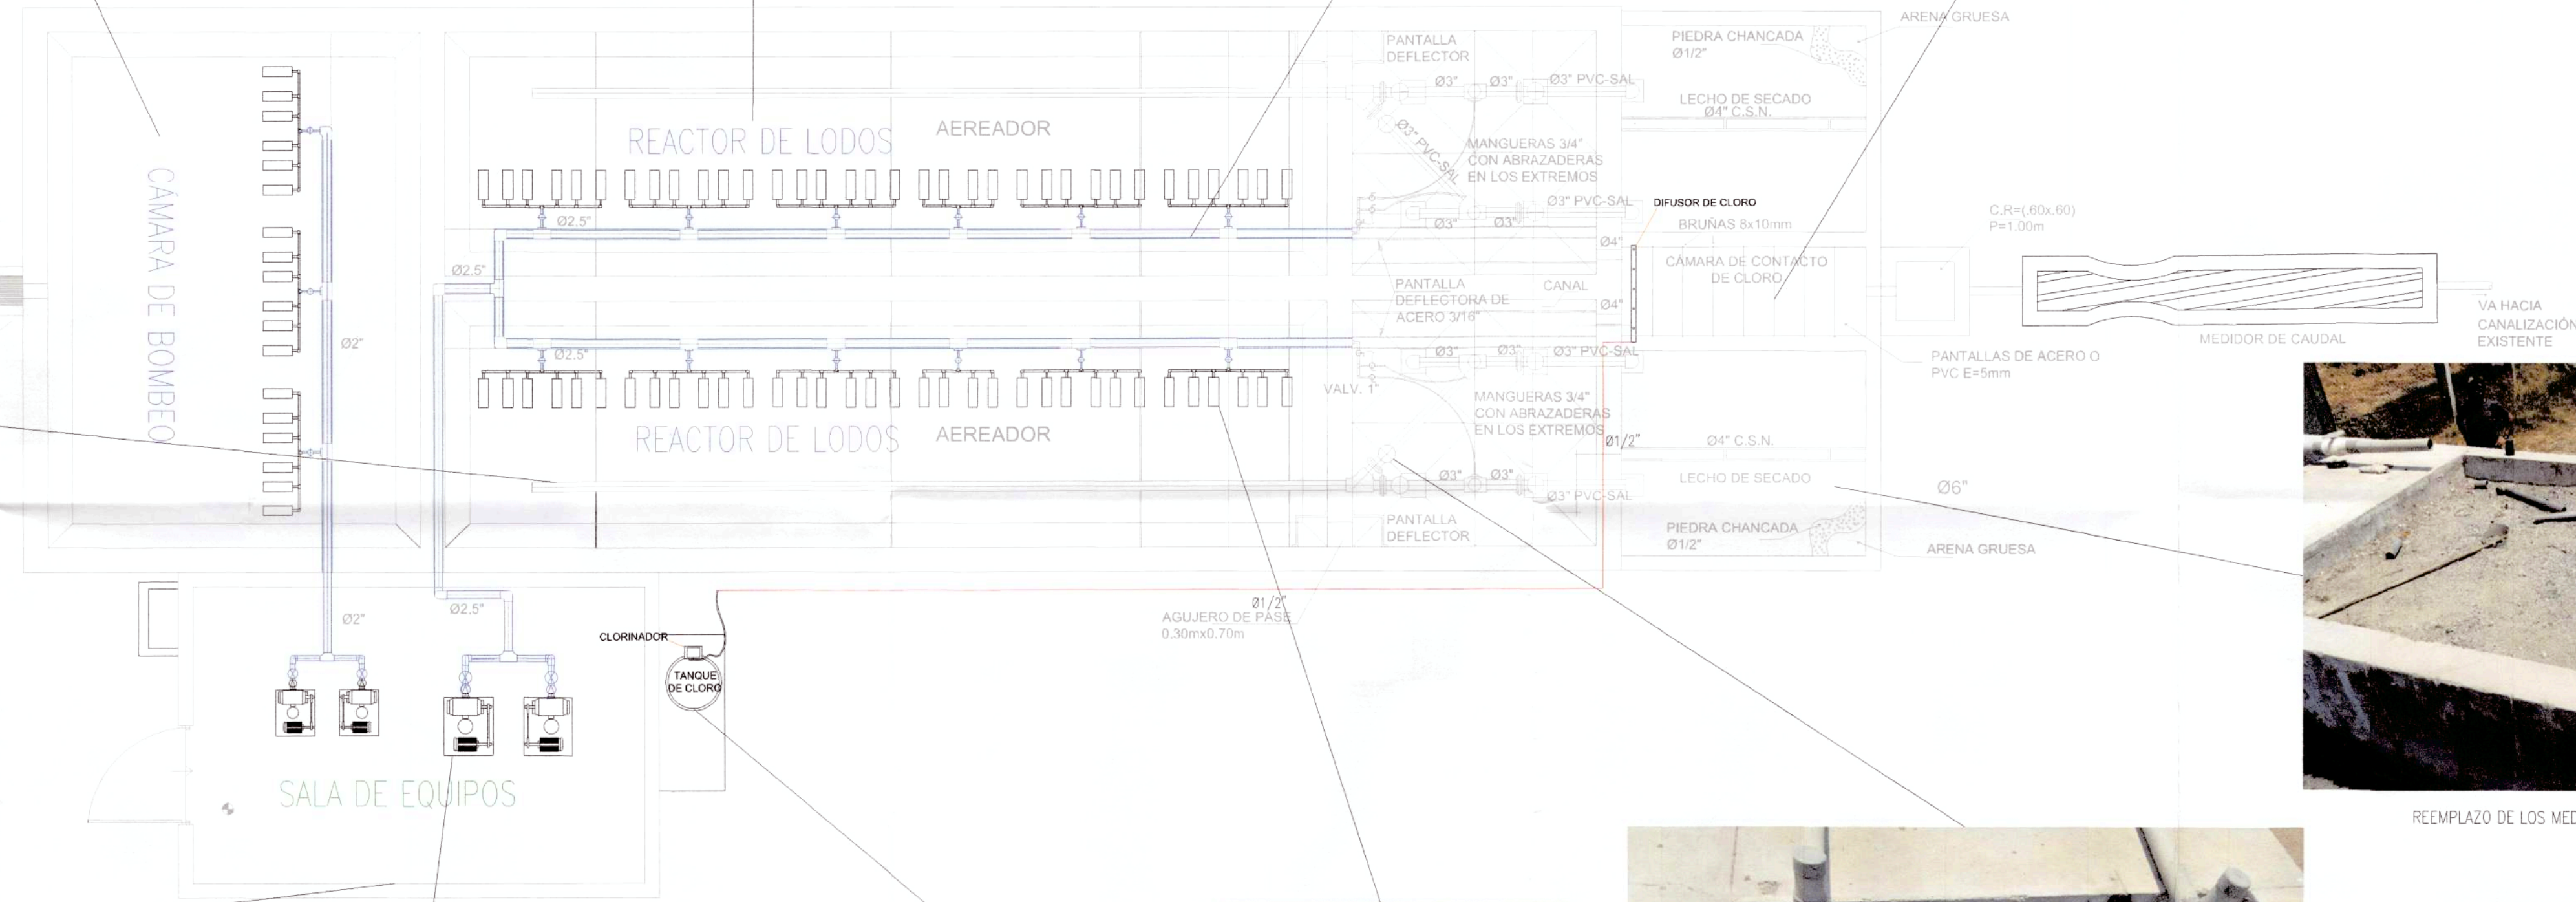 ARENA GRUESA
PIEDRA CHANCADA
Ø1/2"
PANTALLA
DEFLECTOR
Ø3"
Ø3"
Ø3" PVC-SAL
LECHO DE SECADO
Ø4" C.S.N.
REACTOR DE LODOS
AEREADOR
Ø3" PVC-SAL
MANGUERAS 3/4"
CON ABRAZADERAS
EN LOS EXTREMOS
CÁMARA DE BOMBEO
Ø2.5"
Ø3"
Ø3"
Ø3" PVC-SAL
DIFUSOR DE CLORO
BRUÑAS 8x10mm
C.R=(.60x.60)
P=1.00m
Ø4"
CÁMARA DE CONTACTO
DE CLORO
Ø2.5"
PANTALLA
DEFLECTORA DE
ACERO 3/16"
CANAL
Ø4"
VA HACIA
CANALIZACIÓN
EXISTENTE
MEDIDOR DE CAUDAL
Ø2"
Ø2.5"
Ø3"
Ø3"
Ø3" PVC-SAL
PANTALLAS DE ACERO O
PVC E=5mm
VALV. 1"
MANGUERAS 3/4"
CON ABRAZADERAS
EN LOS EXTREMOS
REACTOR DE LODOS
AEREADOR
Ø1/2"
Ø4" C.S.N.
Ø3"
Ø3"
Ø3" PVC-SAL
LECHO DE SECADO
Ø6"
PANTALLA
DEFLECTOR
PIEDRA CHANCADA
Ø1/2"
ARENA GRUESA
Ø2"
Ø2.5"
Ø1/2"
AGUJERO DE PASE
0.30mx0.70m
CLORINADOR
TANQUE
DE CLORO
SALA DE EQUIPOS
REEMPLAZO DE LOS MED